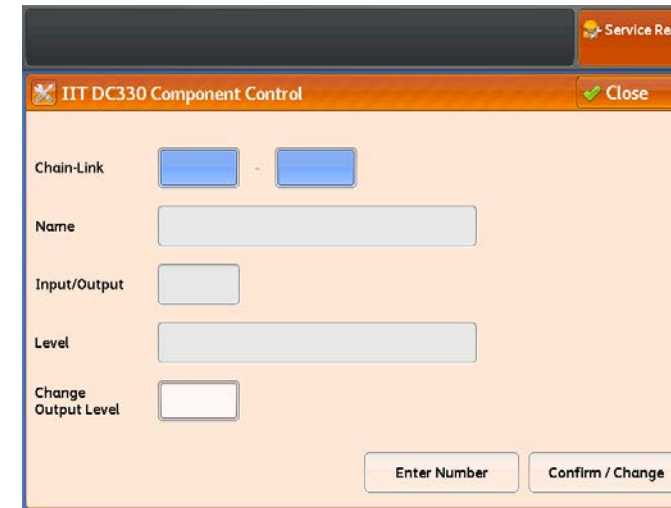 Service Re
IIT DC330 Component Control
Close
Chain-Link
-
Name
Input/Output
Level
Change
Output Level
Enter Number
Confirm / Change